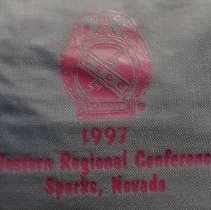 1997
Western Regional Conference
Sparks, Nevada